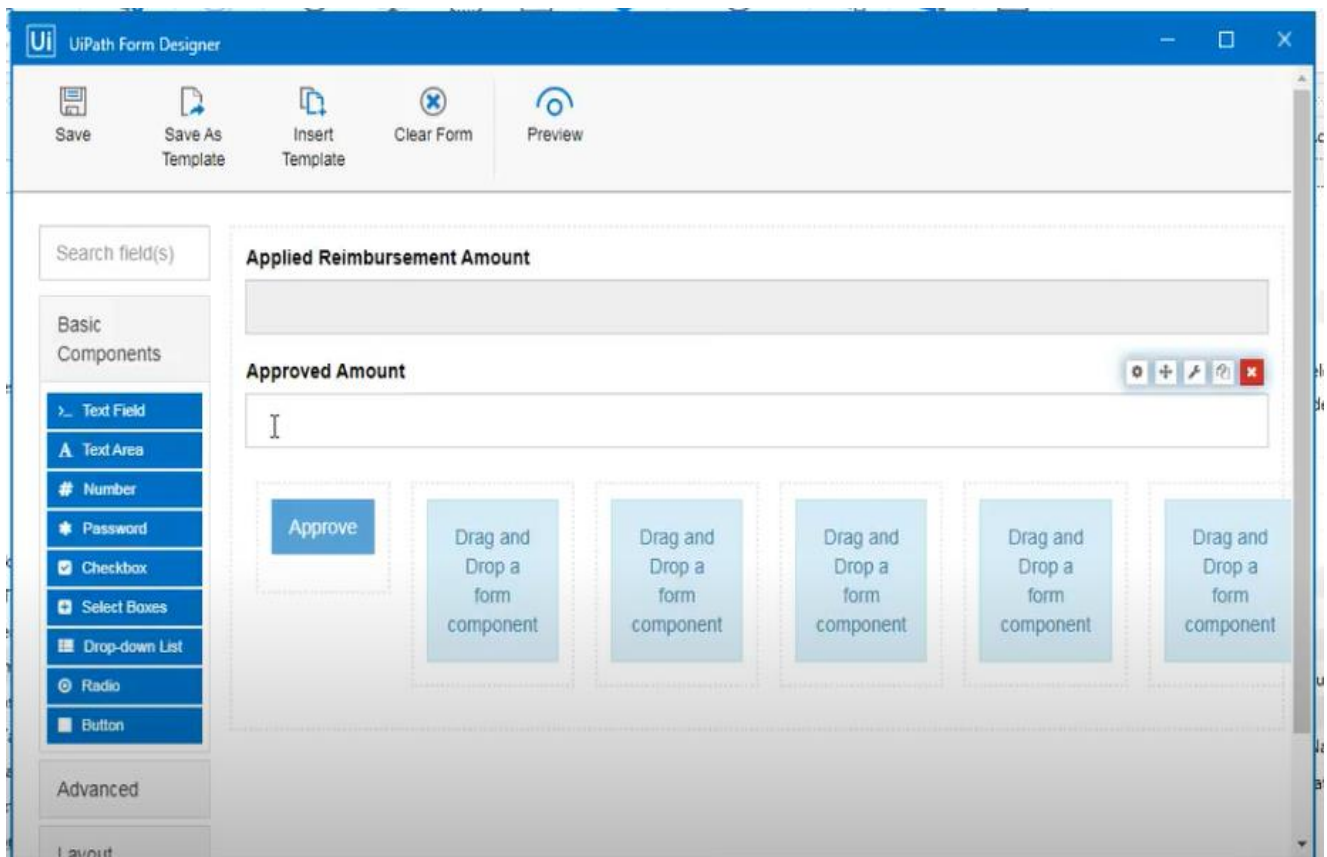 Ui UiPath Form Designer
Save
Save As
Template
Insert
Template
Clear Form
Preview
Search field(s)
Basic
Components
Text Field
Text Area
Number
Password
Checkbox
Select Boxes
Drop-down List
Radio
Button
Advanced
Layout
Applied Reimbursement Amount
Approved Amount
Approve
Drag and
Drop a
form
component
Drag and
Drop a
form
component
Drag and
Drop a
form
component
Drag and
Drop a
form
component
Drag and
Drop a
form
component